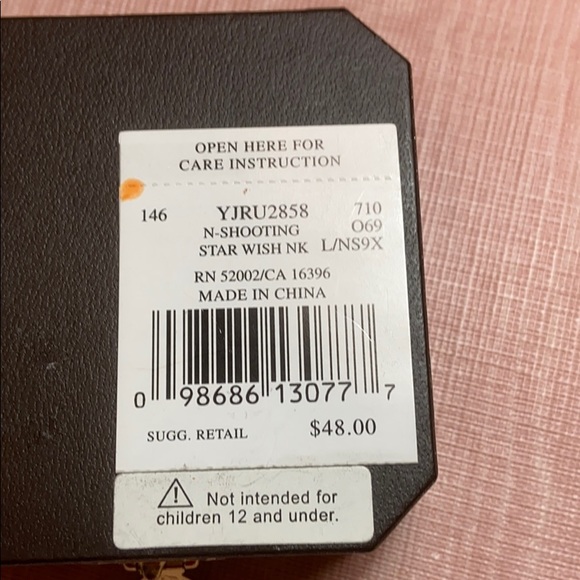 OPEN HERE FOR
CARE INSTRUCTION
146 YJRU2858 710
N-SHOOTING O69
STAR WISH NK L/NS9X
RN 52002/CA 16396
MADE IN CHINA
0 98686 13077 7
SUGG. RETAIL $48.00
Not intended for
children 12 and under.